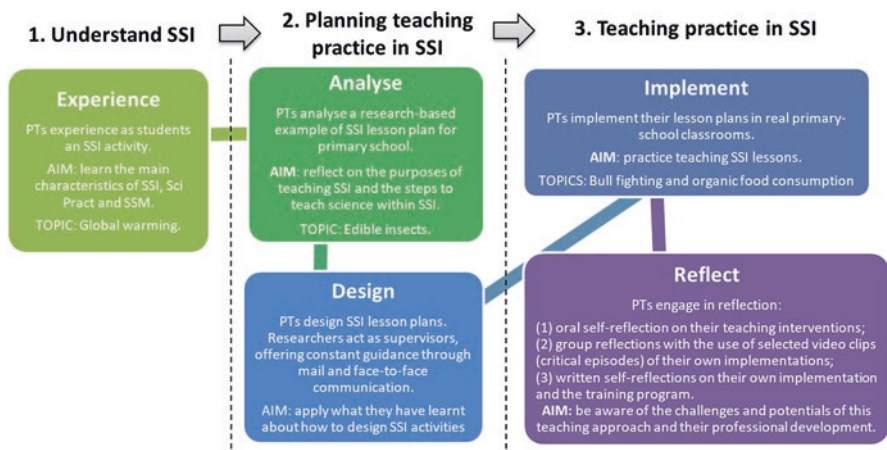 1. Understand SSI
2. Planning teaching
practice in SSI
3. Teaching practice in SSI
Experience
PTs experience as students
an SSI activity.
AIM: learn the main
characteristics of SSI, Sci
Pract and SSM.
TOPIC: Global warming.
Analyse
PTs analyse a research-based
example of SSI lesson plan for
primary school.
AIM: reflect on the purposes of
teaching SSI and the steps to
teach science within SSI.
TOPIC: Edible insects.
Design
PTs design SSI lesson plans.
Researchers act as supervisors,
offering constant guidance through
mail and face-to-face
communication.
AIM: apply what they have learnt
about how to design SSI activities
Implement
PTs implement their lesson plans in real primary-
school classrooms.
AIM: practice teaching SSI lessons.
TOPICS: Bull fighting and organic food consumption
Reflect
PTs engage in reflection:
(1) oral self-reflection on their teaching interventions;
(2) group reflections with the use of selected video clips
(critical episodes) of their own implementations;
(3) written self-reflections on their own implementation
and the training program.
AIM: be aware of the challenges and potentials of this
teaching approach and their professional development.